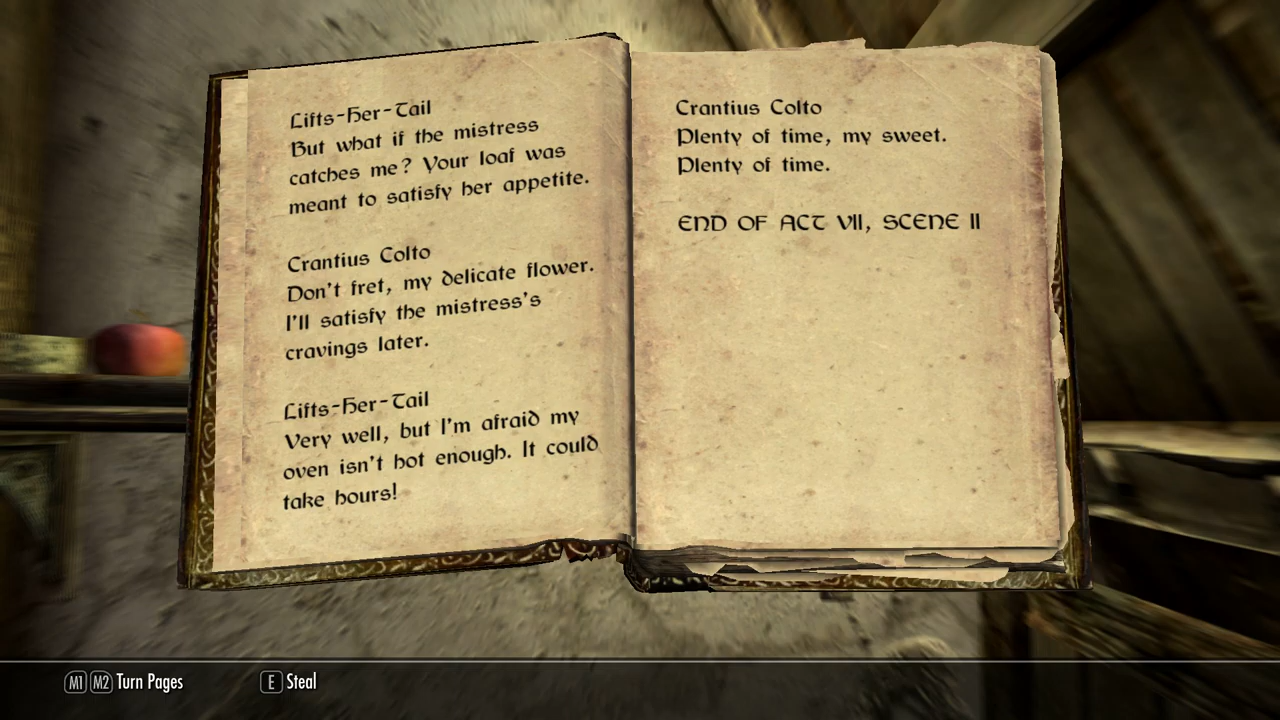 Lifts-Her-Tail
But what if the mistress
catches me? Your loaf was
meant to satisfy her appetite.
Crantius Colto
Don't fret, my delicate flower.
I'll satisfy the mistress's
cravings later.
Lifts-Her-Tail
Very well, but I'm afraid my
oven isn't hot enough. It could
take hours!
Crantius Colto
Plenty of time, my sweet.
Plenty of time.
END OF ACT VII, SCENE II
M1 M2 Turn Pages
E Steal